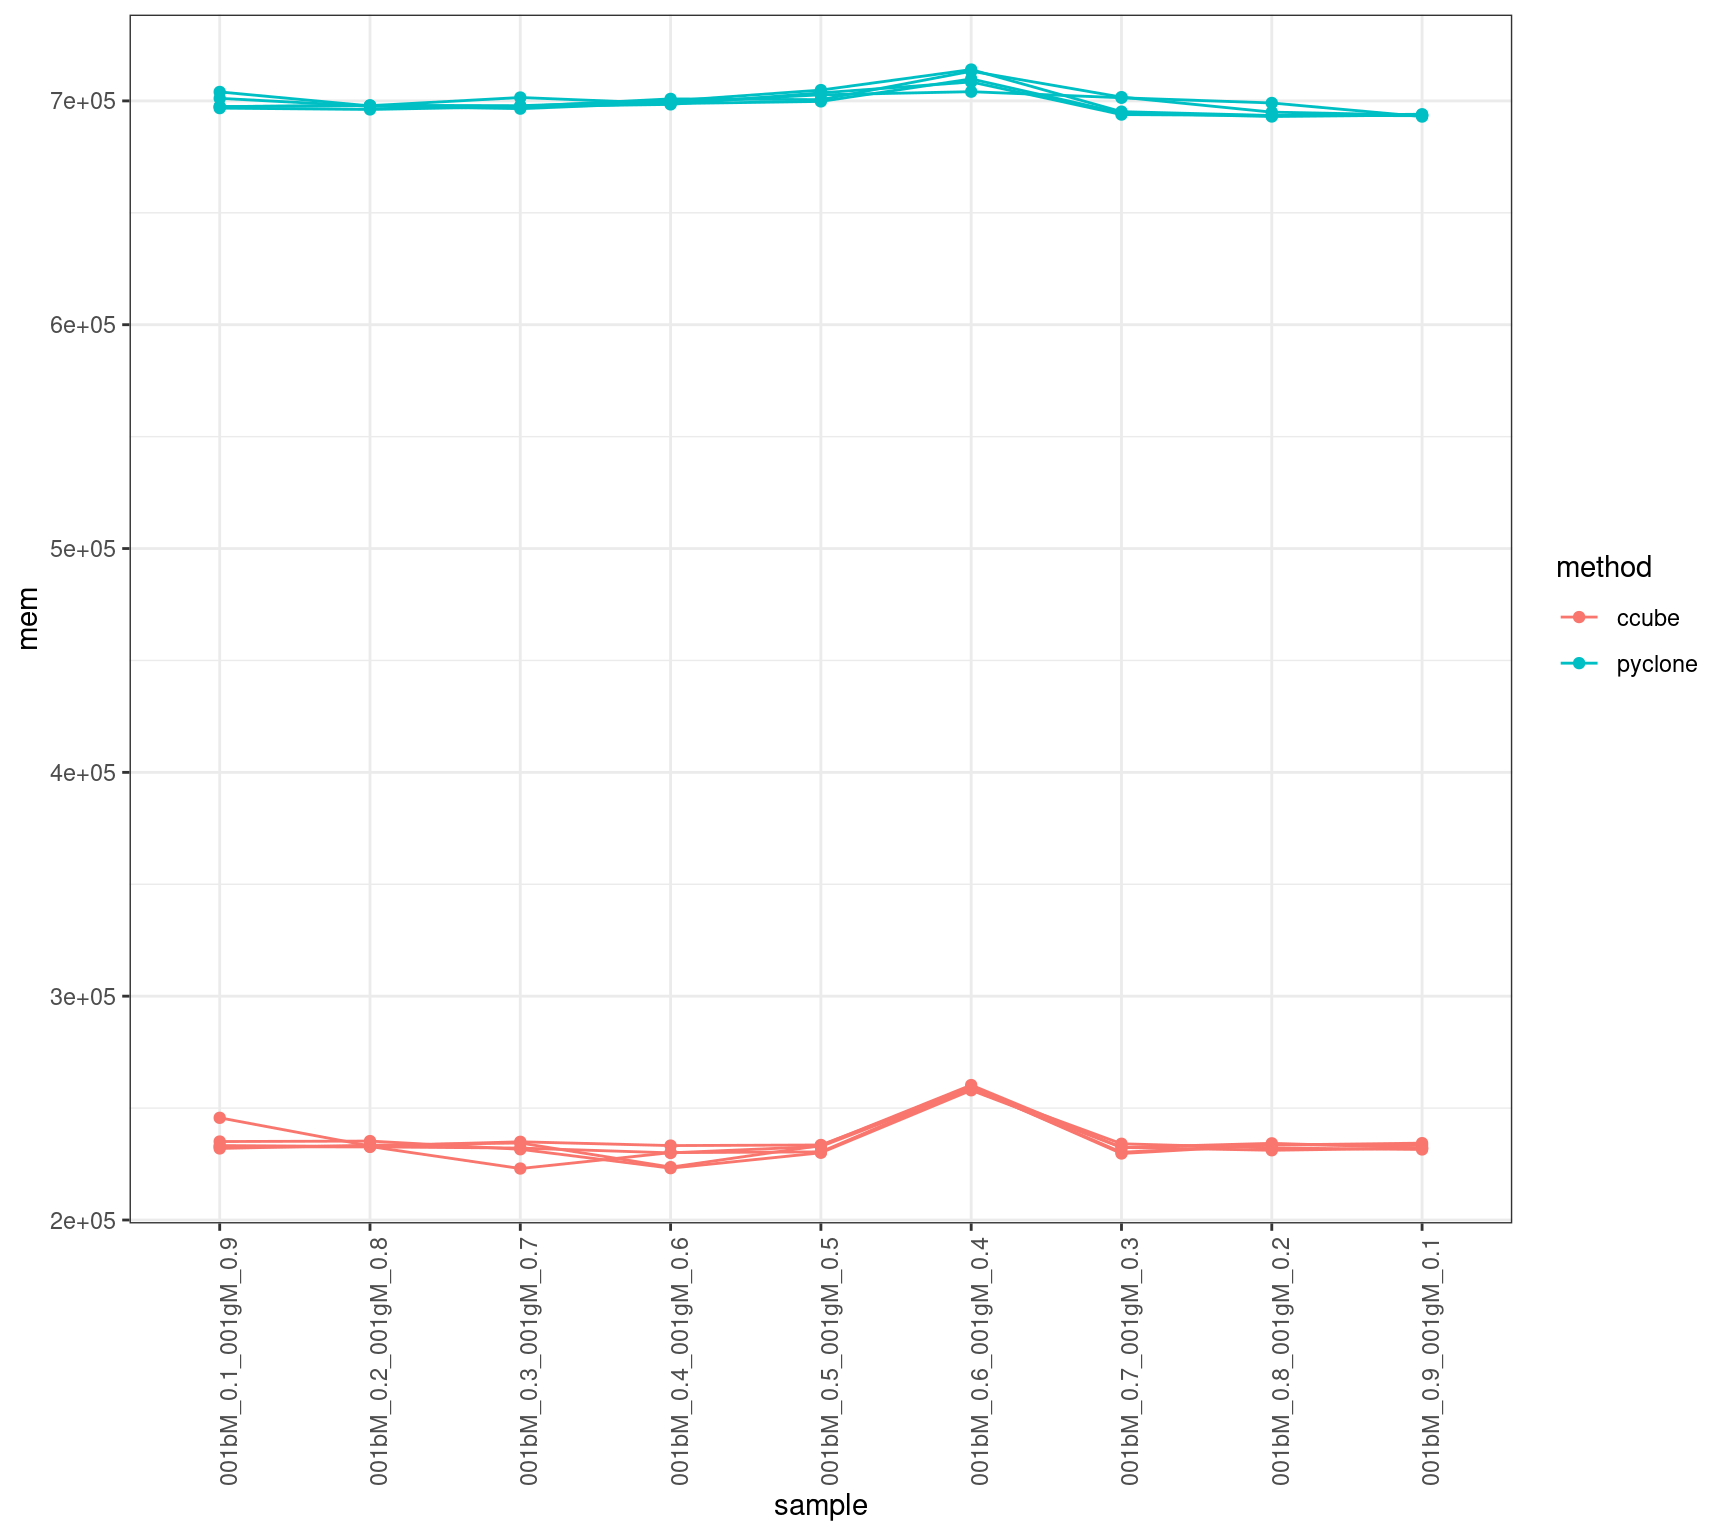 7e+05
6e+05
5e+05
4e+05
3e+05
2e+05
mem
001bM_0.1_001gM_0.9
001bM_0.2_001gM_0.8
001bM_0.3_001gM_0.7
001bM_0.4_001gM_0.6
001bM_0.5_001gM_0.5
001bM_0.6_001gM_0.4
001bM_0.7_001gM_0.3
001bM_0.8_001gM_0.2
001bM_0.9_001gM_0.1
sample
method
ccube
pyclone